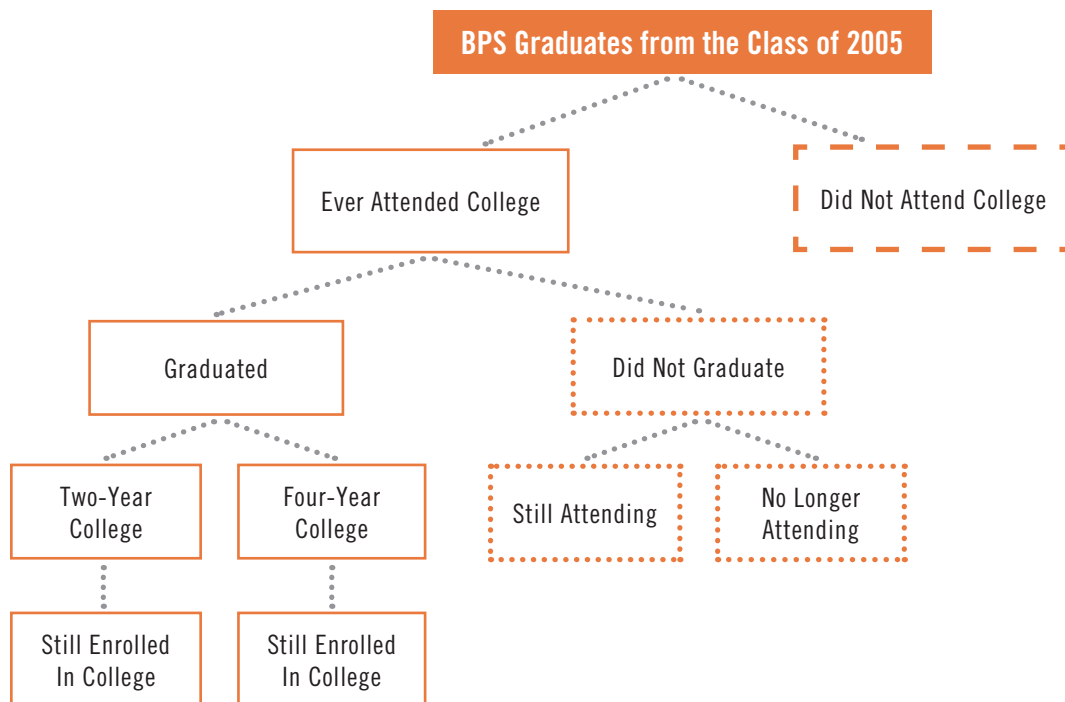 BPS Graduates from the Class of 2005
Ever Attended College
Did Not Attend College
Graduated
Did Not Graduate
Two-Year
College
Four-Year
College
Still Attending
No Longer
Attending
Still Enrolled
In College
Still Enrolled
In College